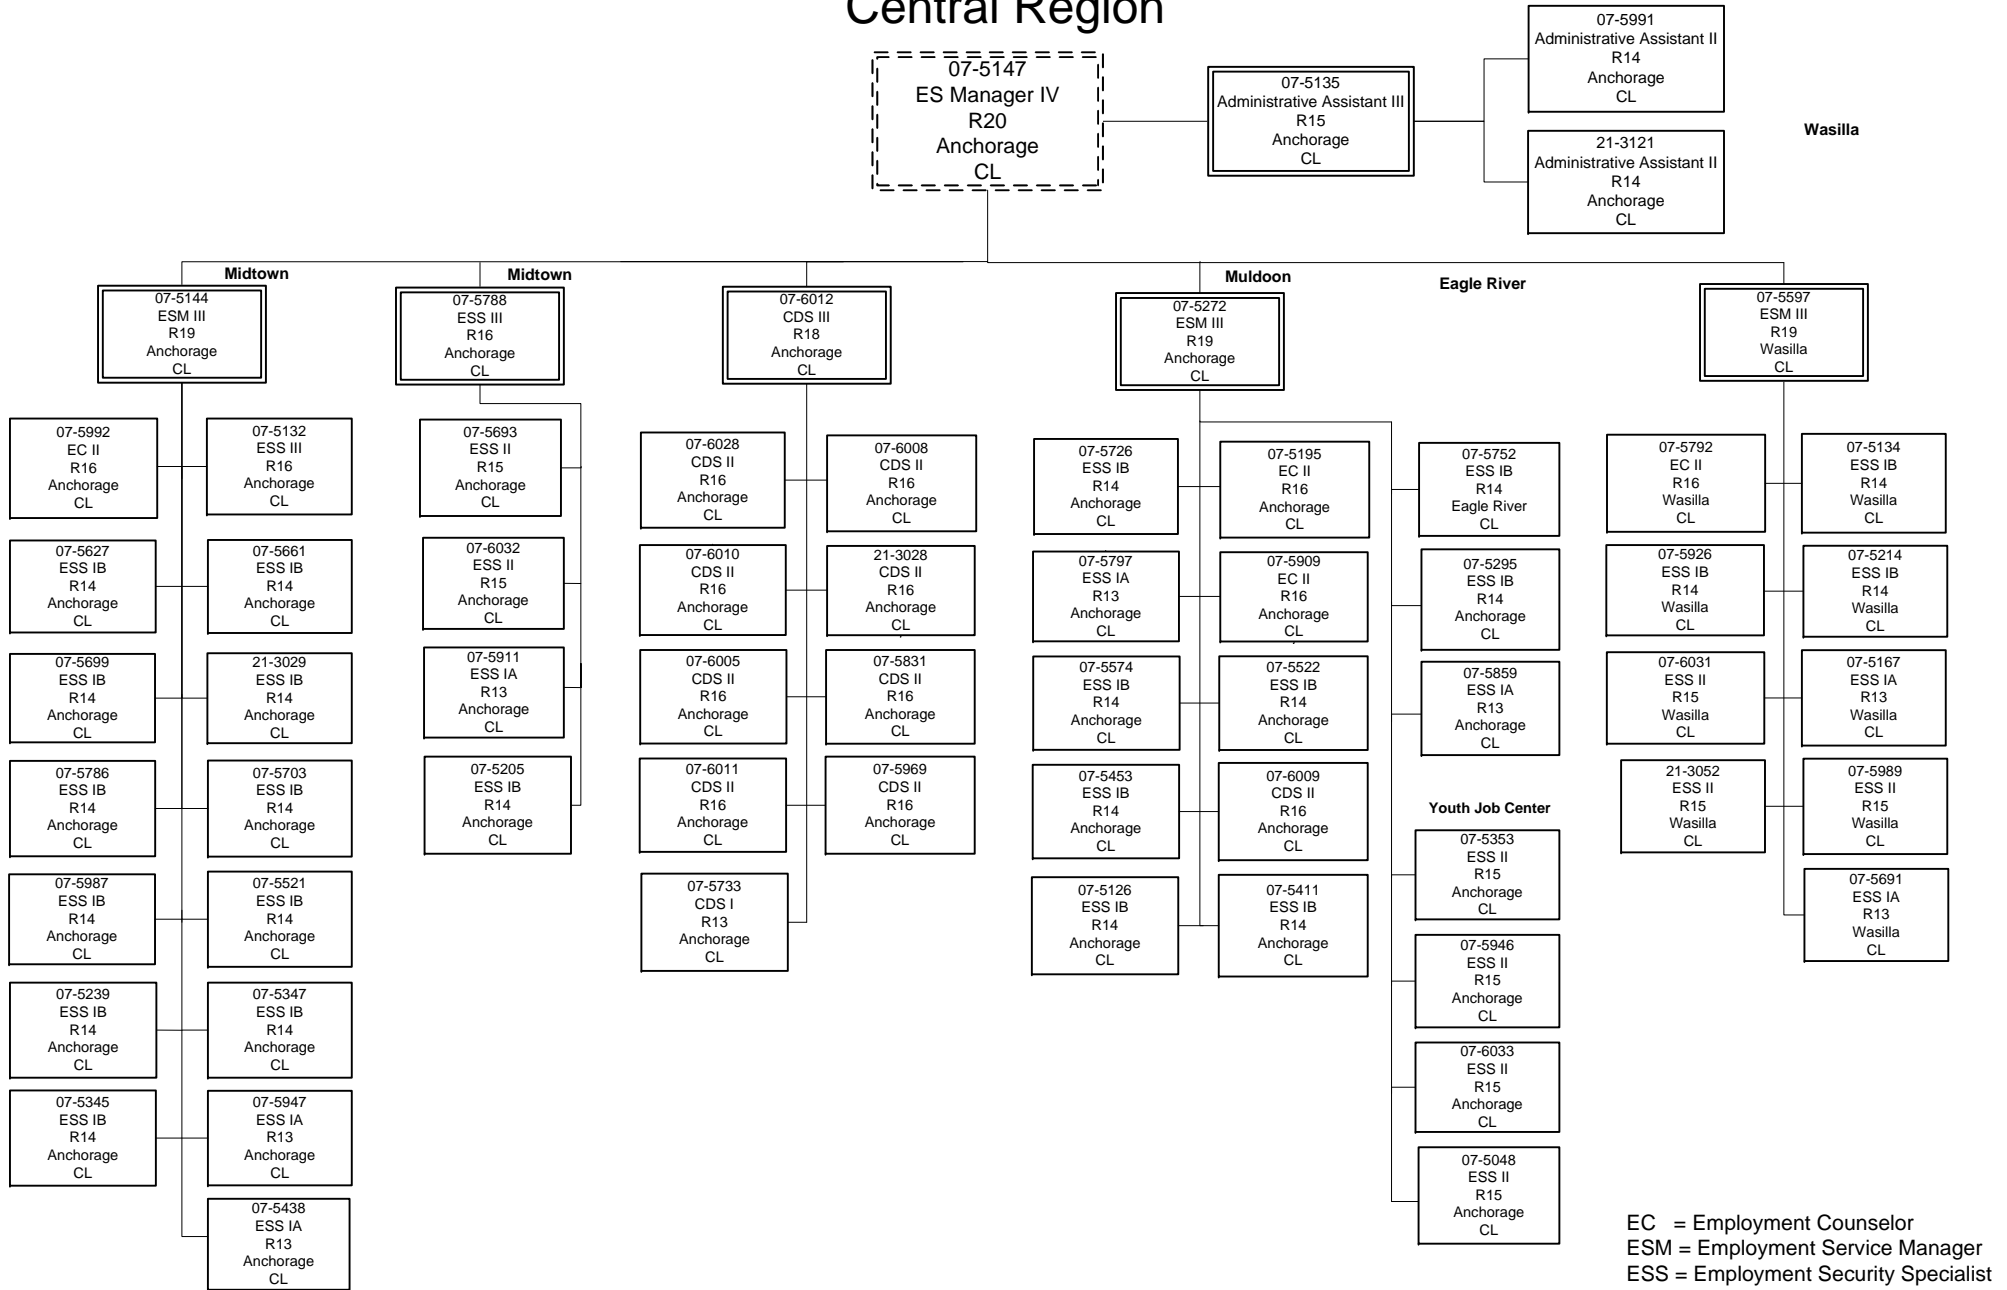 Central Region
07-5147
ES Manager IV
R20
Anchorage
CL
07-5135
Administrative Assistant III
R15
Anchorage
CL
07-5991
Administrative Assistant II
R14
Anchorage
CL
21-3121
Administrative Assistant II
R14
Anchorage
CL
Wasilla
Midtown
07-5144
ESM III
R19
Anchorage
CL
Midtown
07-5788
ESS III
R16
Anchorage
CL
07-6012
CDS III
R18
Anchorage
CL
Muldoon
07-5272
ESM III
R19
Anchorage
CL
Eagle River
07-5597
ESM III
R19
Wasilla
CL
07-5992
EC II
R16
Anchorage
CL
07-5132
ESS III
R16
Anchorage
CL
07-5627
ESS IB
R14
Anchorage
CL
07-5661
ESS IB
R14
Anchorage
CL
07-5699
ESS IB
R14
Anchorage
CL
21-3029
ESS IB
R14
Anchorage
CL
07-5786
ESS IB
R14
Anchorage
CL
07-5703
ESS IB
R14
Anchorage
CL
07-5987
ESS IB
R14
Anchorage
CL
07-5521
ESS IB
R14
Anchorage
CL
07-5239
ESS IB
R14
Anchorage
CL
07-5347
ESS IB
R14
Anchorage
CL
07-5345
ESS IB
R14
Anchorage
CL
07-5947
ESS IA
R13
Anchorage
CL
07-5438
ESS IA
R13
Anchorage
CL
07-5693
ESS II
R15
Anchorage
CL
07-6032
ESS II
R15
Anchorage
CL
07-5911
ESS IA
R13
Anchorage
CL
07-5205
ESS IB
R14
Anchorage
CL
07-6028
CDS II
R16
Anchorage
CL
07-6008
CDS II
R16
Anchorage
CL
07-6010
CDS II
R16
Anchorage
CL
21-3028
CDS II
R16
Anchorage
CL
07-6005
CDS II
R16
Anchorage
CL
07-5831
CDS II
R16
Anchorage
CL
07-6011
CDS II
R16
Anchorage
CL
07-5969
CDS II
R16
Anchorage
CL
07-5733
CDS I
R13
Anchorage
CL
07-5726
ESS IB
R14
Anchorage
CL
07-5195
EC II
R16
Anchorage
CL
07-5797
ESS IA
R13
Anchorage
CL
07-5909
EC II
R16
Anchorage
CL
07-5574
ESS IB
R14
Anchorage
CL
07-5522
ESS IB
R14
Anchorage
CL
07-5453
ESS IB
R14
Anchorage
CL
07-6009
CDS II
R16
Anchorage
CL
07-5126
ESS IB
R14
Anchorage
CL
07-5411
ESS IB
R14
Anchorage
CL
07-5752
ESS IB
R14
Eagle River
CL
07-5295
ESS IB
R14
Anchorage
CL
07-5859
ESS IA
R13
Anchorage
CL
Youth Job Center
07-5353
ESS II
R15
Anchorage
CL
07-5946
ESS II
R15
Anchorage
CL
07-6033
ESS II
R15
Anchorage
CL
07-5048
ESS II
R15
Anchorage
CL
07-5792
EC II
R16
Wasilla
CL
07-5134
ESS IB
R14
Wasilla
CL
07-5926
ESS IB
R14
Wasilla
CL
07-5214
ESS IB
R14
Wasilla
CL
07-6031
ESS II
R15
Wasilla
CL
07-5167
ESS IA
R13
Wasilla
CL
21-3052
ESS II
R15
Wasilla
CL
07-5989
ESS II
R15
Wasilla
CL
07-5691
ESS IA
R13
Wasilla
CL
EC = Employment Counselor
ESM = Employment Service Manager
ESS = Employment Security Specialist